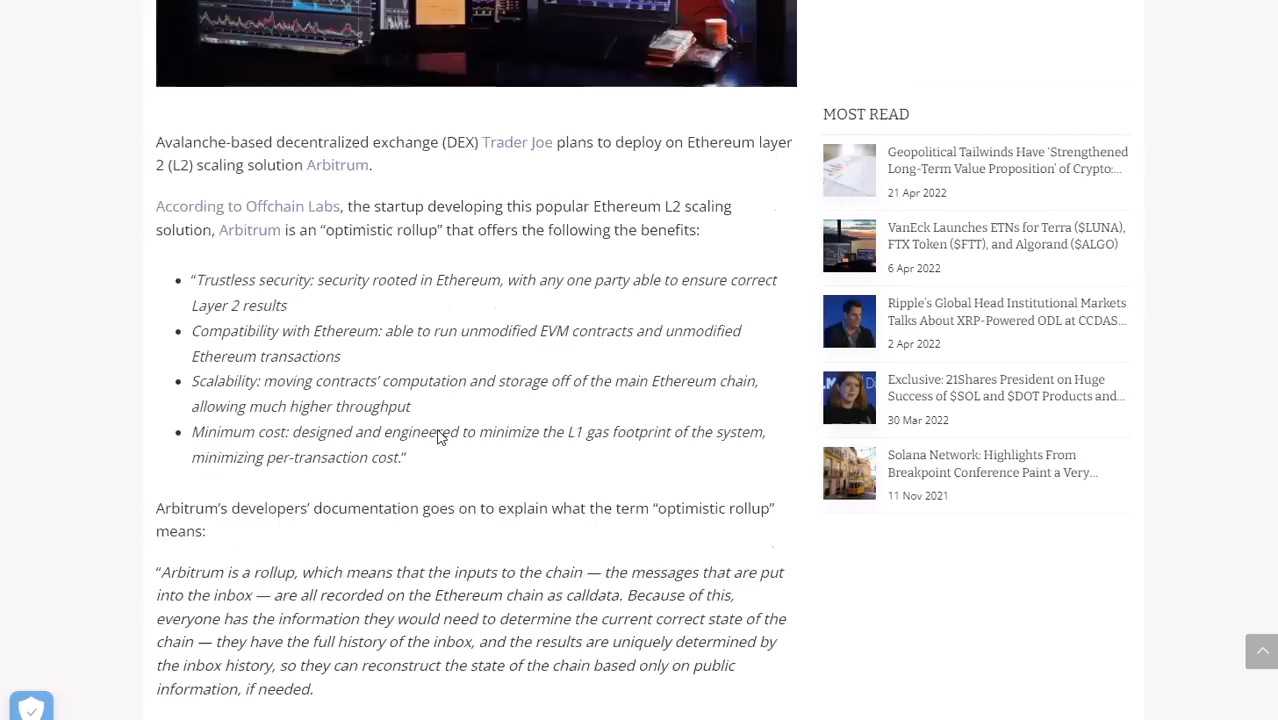 Avalanche-based decentralized exchange (DEX) Trader Joe plans to deploy on Ethereum layer
2 (L2) scaling solution Arbitrum.
According to Offchain Labs, the startup developing this popular Ethereum L2 scaling
solution, Arbitrum is an “optimistic rollup” that offers the following the benefits:
“Trustless security: security rooted in Ethereum, with any one party able to ensure correct
Layer 2 results
Compatibility with Ethereum: able to run unmodified EVM contracts and unmodified
Ethereum transactions
Scalability: moving contracts’ computation and storage off of the main Ethereum chain,
allowing much higher throughput
Minimum cost: designed and engineered to minimize the L1 gas footprint of the system,
minimizing per-transaction cost.“
Arbitrum’s developers’ documentation goes on to explain what the term “optimistic rollup”
means:
“Arbitrum is a rollup, which means that the inputs to the chain — the messages that are put
into the inbox — are all recorded on the Ethereum chain as calldata. Because of this,
everyone has the information they would need to determine the current correct state of the
chain — they have the full history of the inbox, and the results are uniquely determined by
the inbox history, so they can reconstruct the state of the chain based only on public
information, if needed.
MOST READ
Geopolitical Tailwinds Have ‘Strengthened
Long-Term Value Proposition’ of Crypto:...
21 Apr 2022
VanEck Launches ETNs for Terra ($LUNA),
FTX Token ($FTT), and Algorand ($ALGO)
6 Apr 2022
Ripple’s Global Head Institutional Markets
Talks About XRP-Powered ODL at CCDAS...
2 Apr 2022
Exclusive: 21Shares President on Huge
Success of $SOL and $DOT Products and...
30 Mar 2022
Solana Network: Highlights From
Breakpoint Conference Paint a Very...
11 Nov 2021